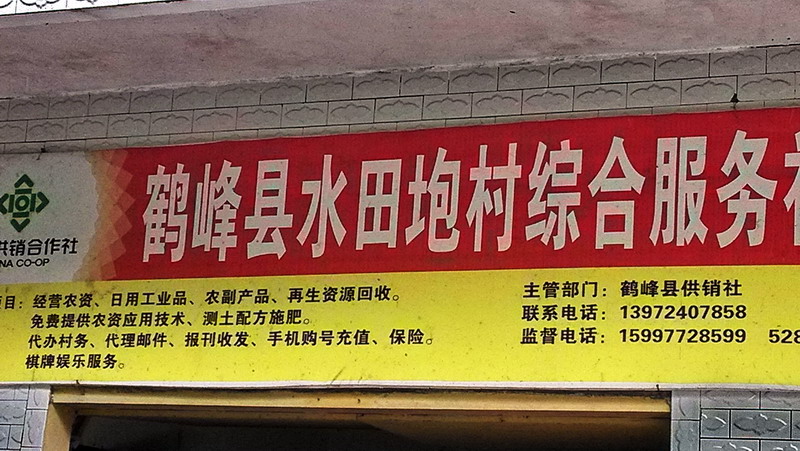 鹤峰县水田垉村综合服务社
供销合作社
NA CO-OP
目：经营农资、日用工业品、农副产品、再生资源回收。
免费提供农资应用技术、测土配方施肥。
代办村务、代理邮件、报刊收发、手机购号充值、保险。
棋牌娱乐服务。
主管部门：鹤峰县供销社
联系电话：13972407858
监督电话：15997728599 528